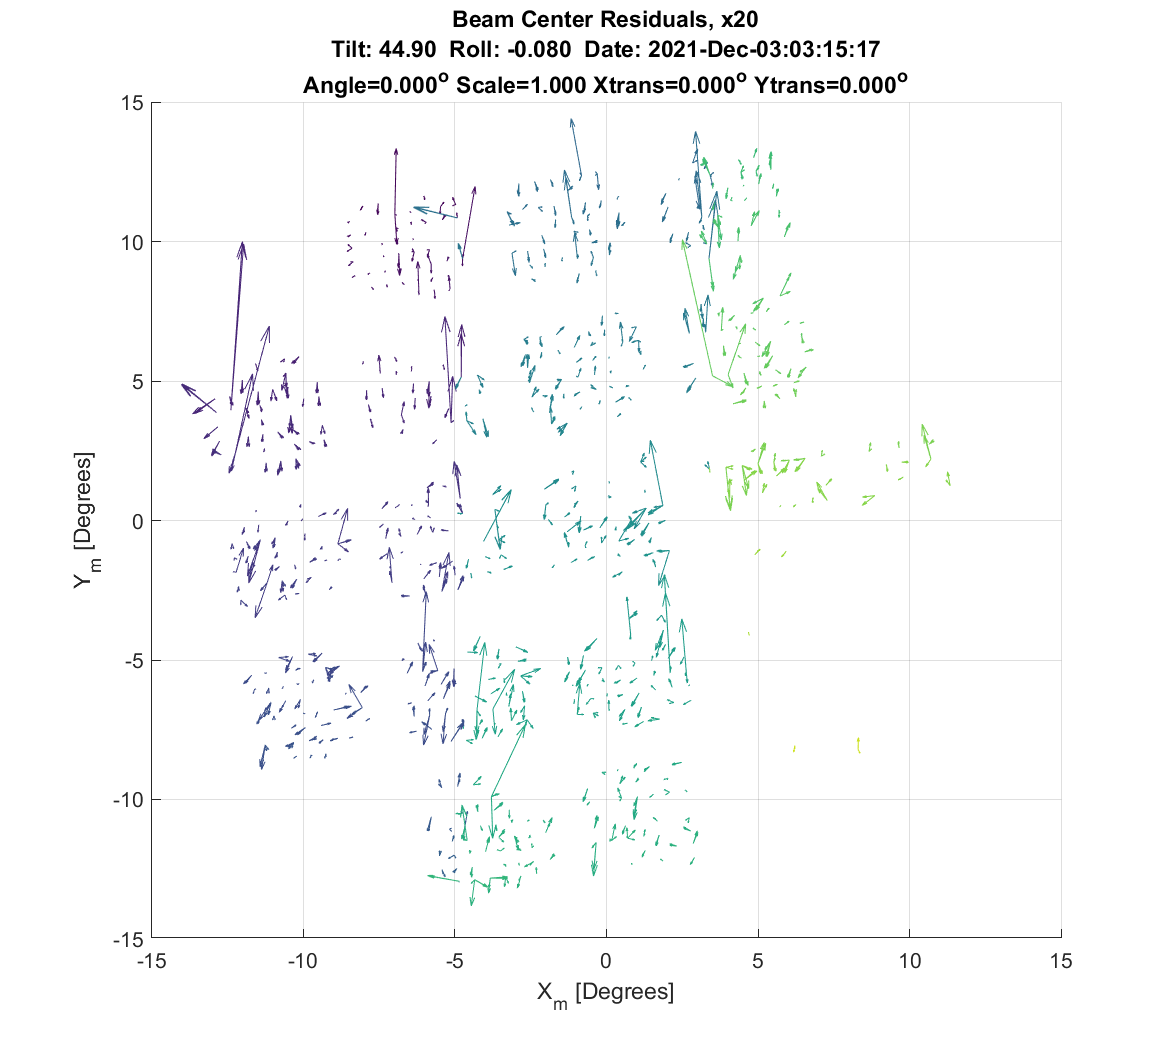 Beam Center Residuals, x20
Tilt: 44.90 Roll: -0.080 Date: 2021-Dec-03:03:15:17
Angle=0.000° Scale=1.000 Xtrans=0.000° Ytrans=0.000°
15
10
5
0
-5
-10
-15
Y_m [Degrees]
-15 -10 -5 0 5 10 15
X_m [Degrees]